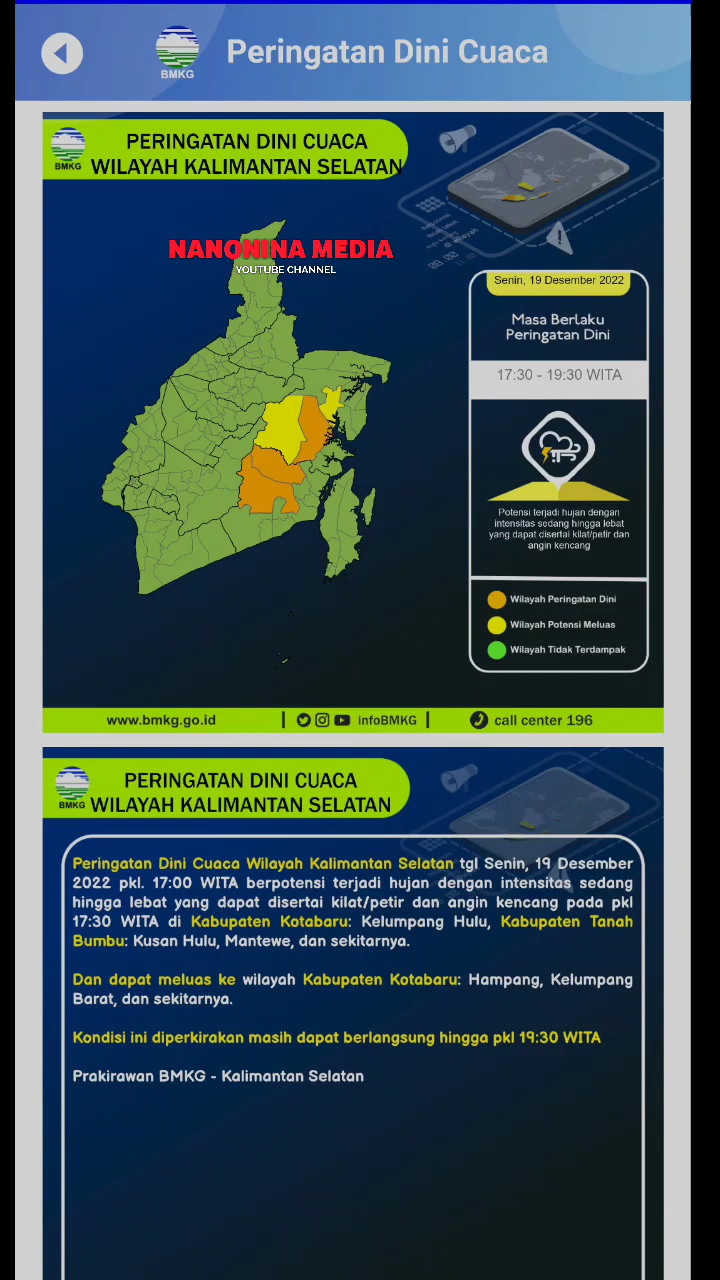 BMKG
Peringatan Dini Cuaca
BMKG
PERINGATAN DINI CUACA
WILAYAH KALIMANTAN SELATAN
NANONINA MEDIA
YOUTUBE CHANNEL
Senin, 19 Desember 2022
Masa Berlaku
Peringatan Dini
17:30 - 19:30 WITA
Potensi terjadi hujan dengan
intensitas sedang hingga lebat
yang dapat disertai kilat/petir dan
angin kencang
Wilayah Peringatan Dini
Wilayah Potensi Meluas
Wilayah Tidak Terdampak
www.bmkg.go.id | infoBMKG | call center 196
BMKG
PERINGATAN DINI CUACA
WILAYAH KALIMANTAN SELATAN
Peringatan Dini Cuaca Wilayah Kalimantan Selatan tgl Senin, 19 Desember
2022 pkl. 17:00 WITA berpotensi terjadi hujan dengan intensitas sedang
hingga lebat yang dapat disertai kilat/petir dan angin kencang pada pkl
17:30 WITA di Kabupaten Kotabaru: Kelumpang Hulu, Kabupaten Tanah
Bumbu: Kusan Hulu, Mantewe, dan sekitarnya.
Dan dapat meluas ke wilayah Kabupaten Kotabaru: Hampang, Kelumpang
Barat, dan sekitarnya.
Kondisi ini diperkirakan masih dapat berlangsung hingga pkl 19:30 WITA
Prakirawan BMKG - Kalimantan Selatan